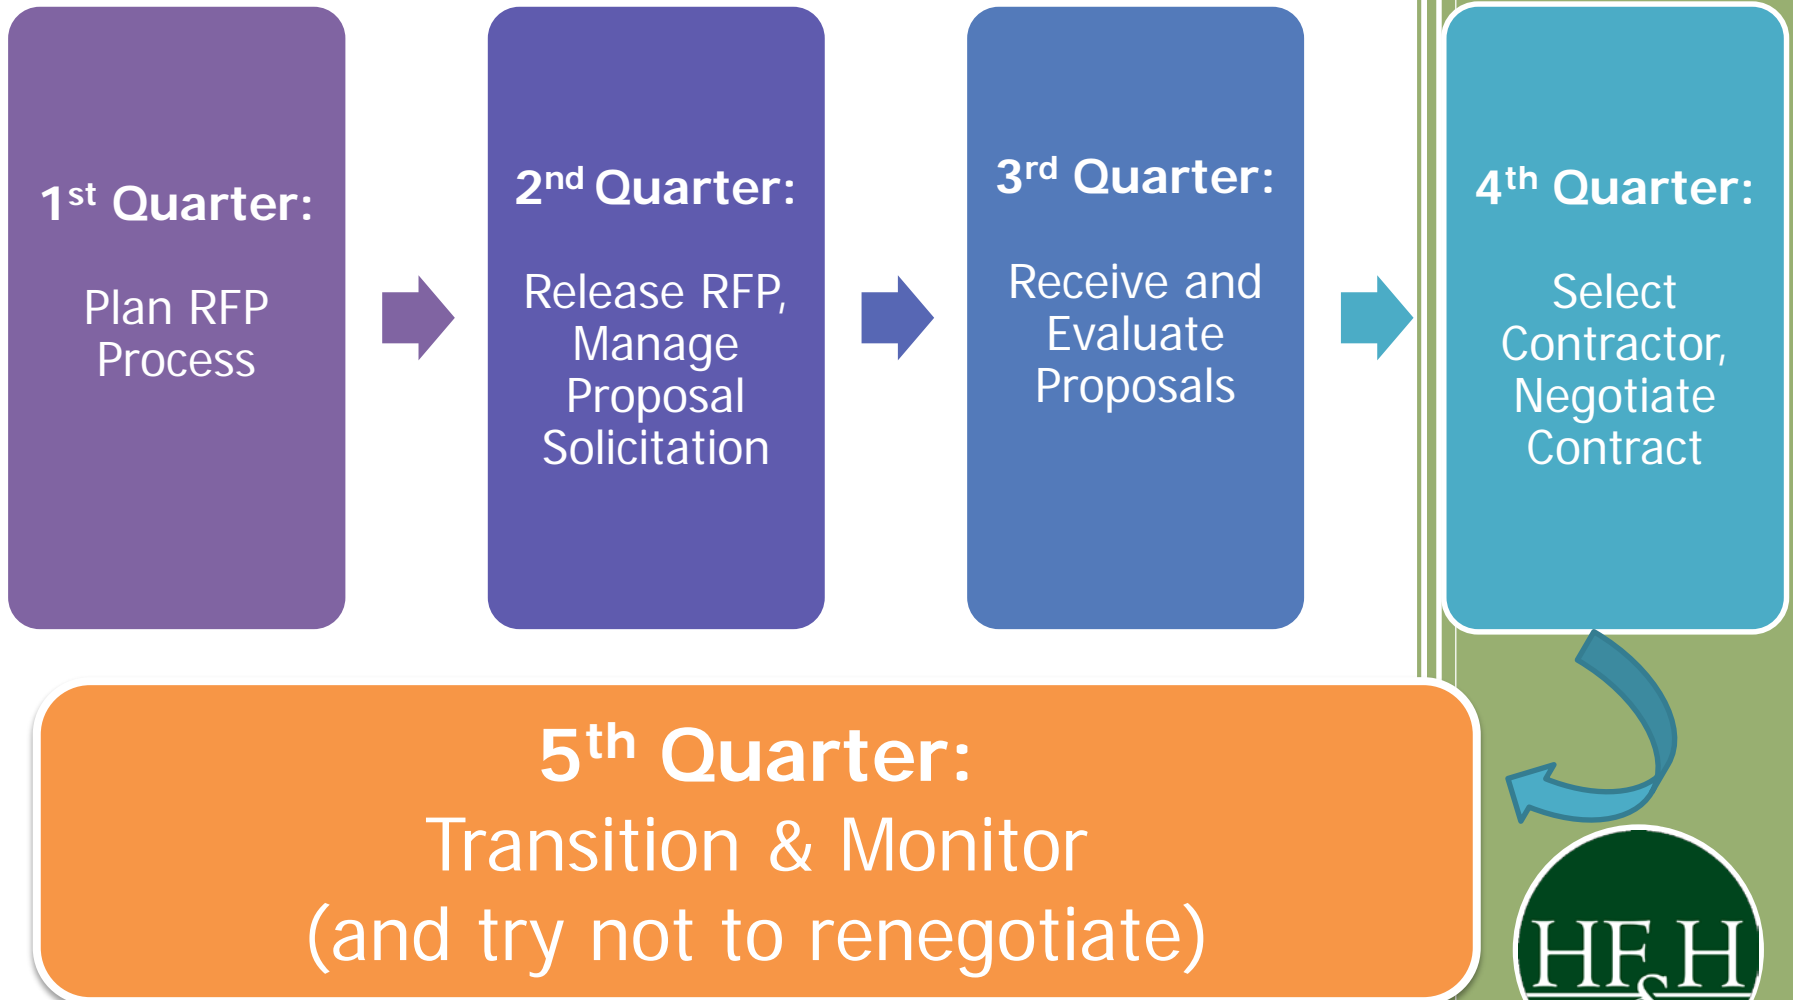 1st Quarter:
Plan RFP
Process
2nd Quarter:
Release RFP,
Manage
Proposal
Solicitation
3rd Quarter:
Receive and
Evaluate
Proposals
4th Quarter:
Select
Contractor,
Negotiate
Contract
5th Quarter:
Transition & Monitor
(and try not to renegotiate)
HF&H